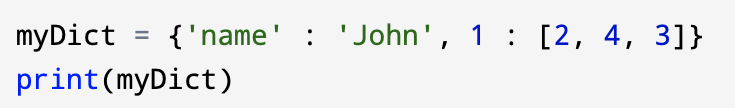 myDict = {'name' : 'John', 1 : [2, 4, 3]}
print(myDict)